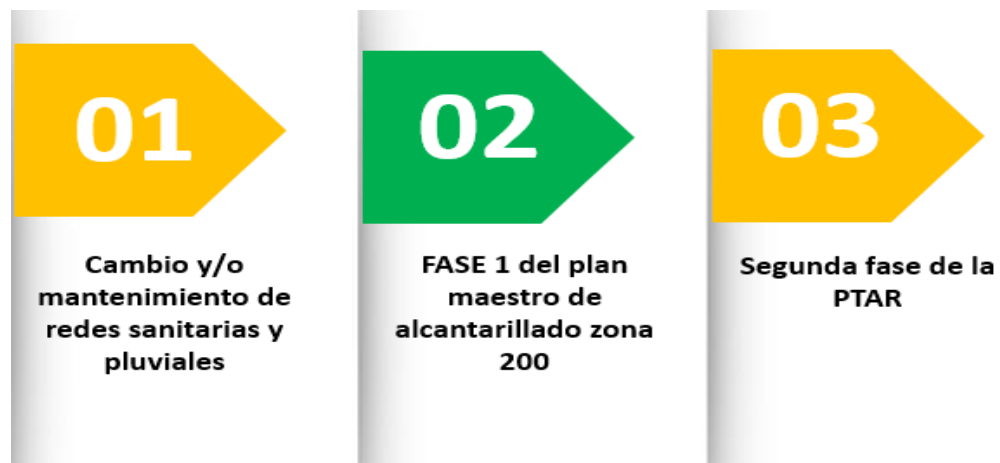 01
Cambio y/o
mantenimiento de
redes sanitarias y
pluviales
02
FASE 1 del plan
maestro de
alcantarillado zona
200
03
Segunda fase de la
PTAR